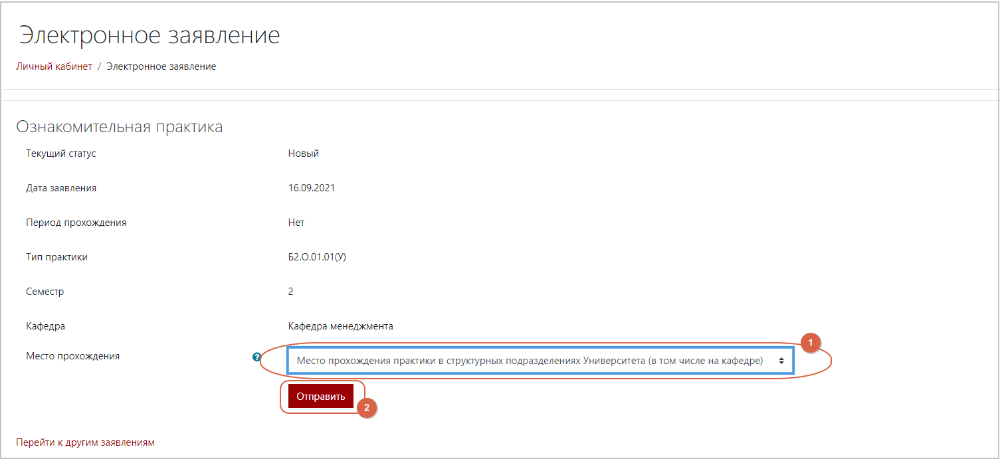 Электронное заявление
Личный кабинет / Электронное заявление
Ознакомительная практика
Текущий статус Новый
Дата заявления 16.09.2021
Период прохождения Нет
Тип практики Б2.О.01.01(У)
Семестр 2
Кафедра Кафедра менеджмента
Место прохождения ? Место прохождения практики в структурных подразделениях Университета (в том числе на кафедре) 1
Отправить 2
Перейти к другим заявлениям